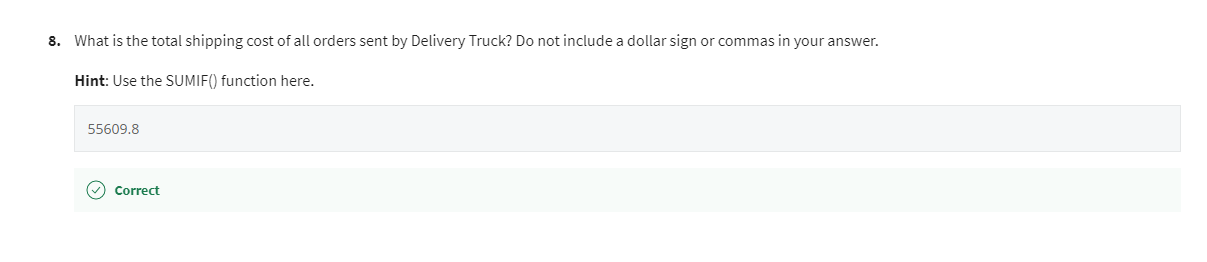 8. What is the total shipping cost of all orders sent by Delivery Truck? Do not include a dollar sign or commas in your answer.
Hint: Use the SUMIF() function here.
55609.8
Correct